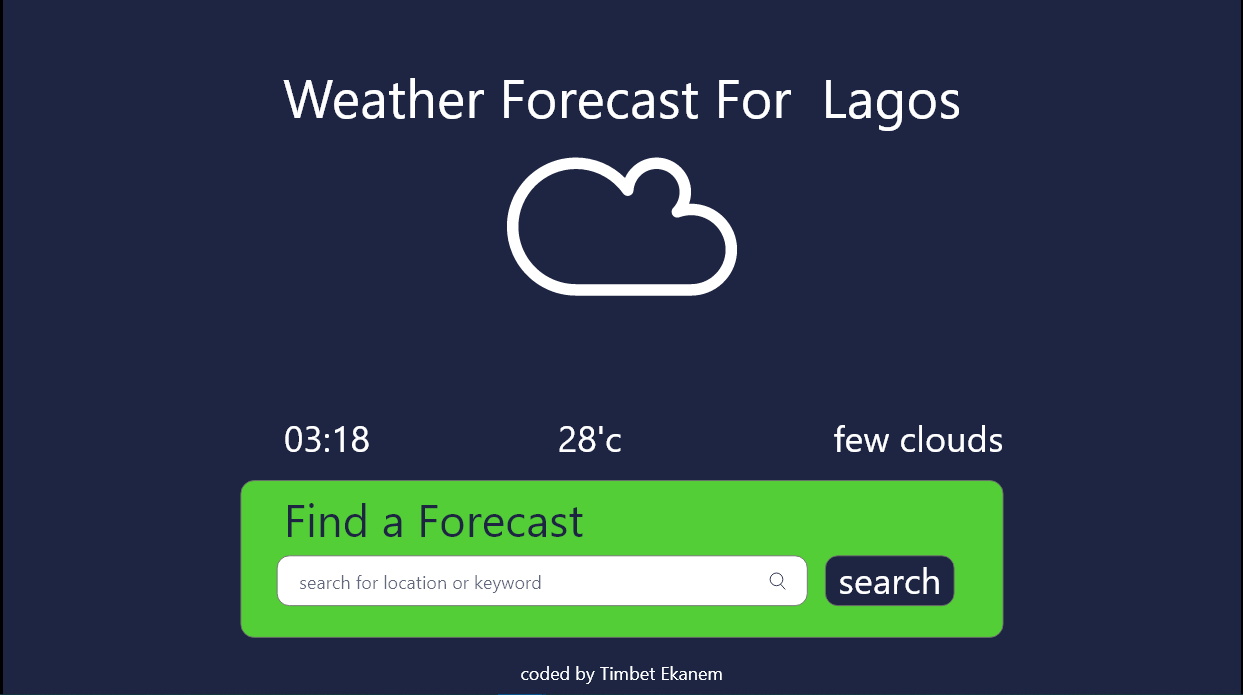 Weather Forecast For  Lagos
03:18 28'c few clouds
Find a Forecast
search for location or keyword search
coded by Timbet Ekanem